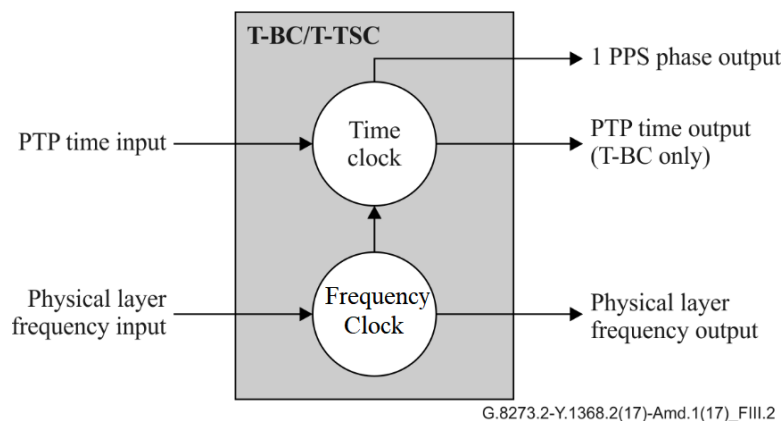 T-BC/T-TSC
1 PPS phase output
PTP time input
Time
clock
PTP time output
(T-BC only)
Physical layer
frequency input
Frequency
Clock
Physical layer
frequency output
G.8273.2-Y.1368.2(17)-Amd.1(17)_FIII.2